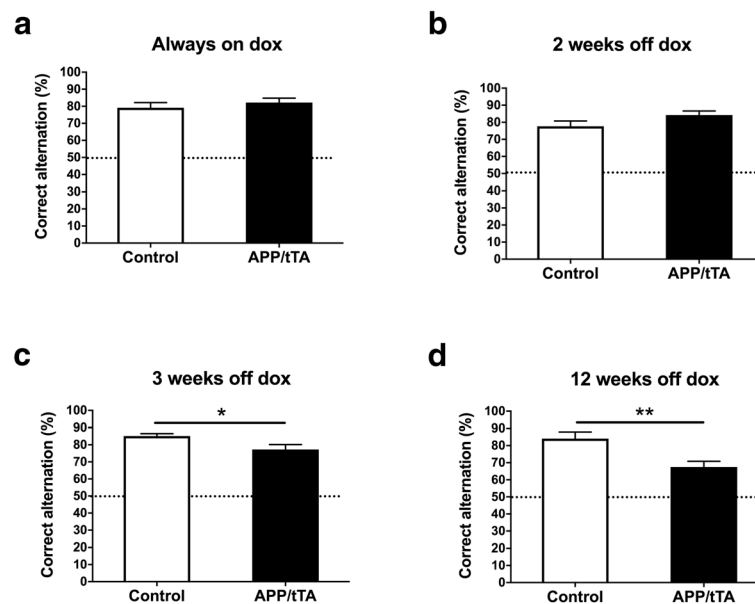 a
Always on dox
Correct alternation (%)
100
90
80
70
60
50
40
30
20
10
0
Control
APP/tTA
b
2 weeks off dox
Correct alternation (%)
100
90
80
70
60
50
40
30
20
10
0
Control
APP/tTA
c
3 weeks off dox
*
Correct alternation (%)
100
90
80
70
60
50
40
30
20
10
0
Control
APP/tTA
d
12 weeks off dox
**
Correct alternation (%)
100
90
80
70
60
50
40
30
20
10
0
Control
APP/tTA